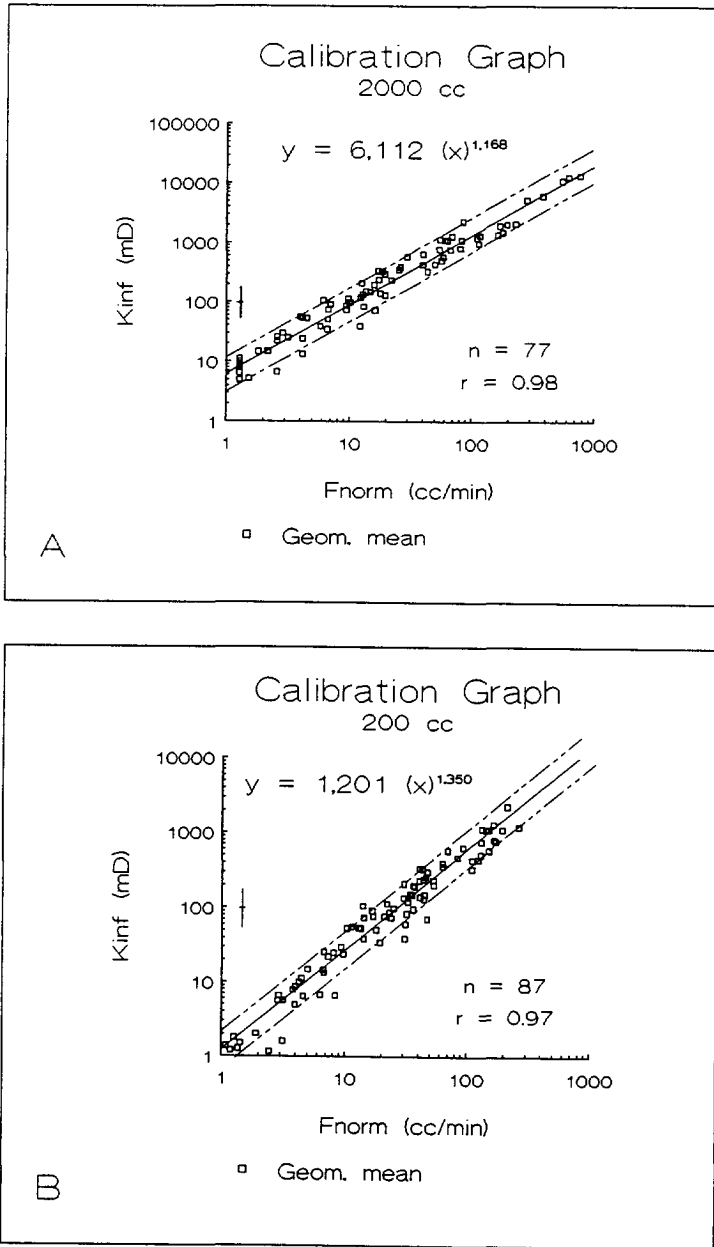 Calibration Graph
2000 cc
y = 6,112 (x)^1.168
100000
10000
1000
100
10
1
Kinf (mD)
n = 77
r = 0.98
1 10 100 1000
Fnorm (cc/min)
Geom. mean
A
Calibration Graph
200 cc
y = 1,201 (x)^1.350
10000
1000
100
10
1
Kinf (mD)
n = 87
r = 0.97
1 10 100 1000
Fnorm (cc/min)
Geom. mean
B